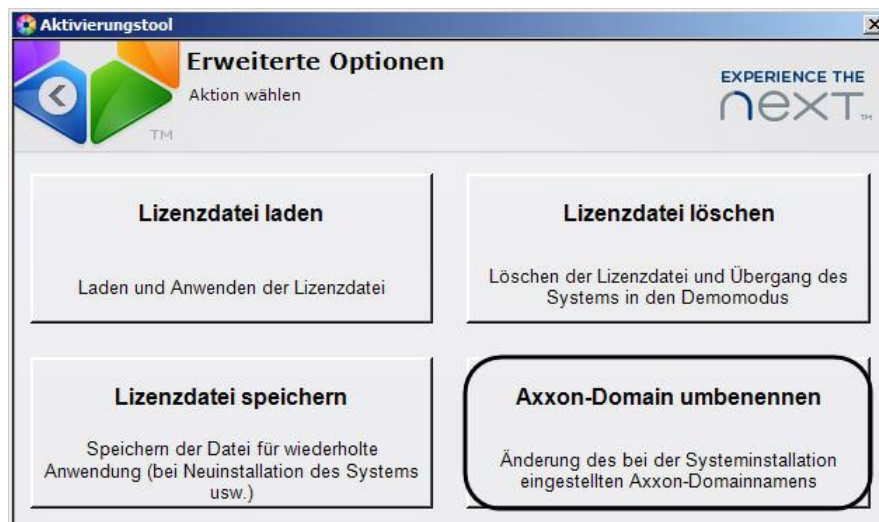 Aktivierungstool
Erweiterte Optionen
Aktion wählen
EXPERIENCE THE
next™
TM
Lizenzdatei laden
Laden und Anwenden der Lizenzdatei
Lizenzdatei löschen
Löschen der Lizenzdatei und Übergang des
Systems in den Demomodus
Lizenzdatei speichern
Speichern der Datei für wiederholte
Anwendung (bei Neuinstallation des Systems
usw.)
Axxon-Domain umbenennen
Änderung des bei der Systeminstallation
eingestellten Axxon-Domainnamens